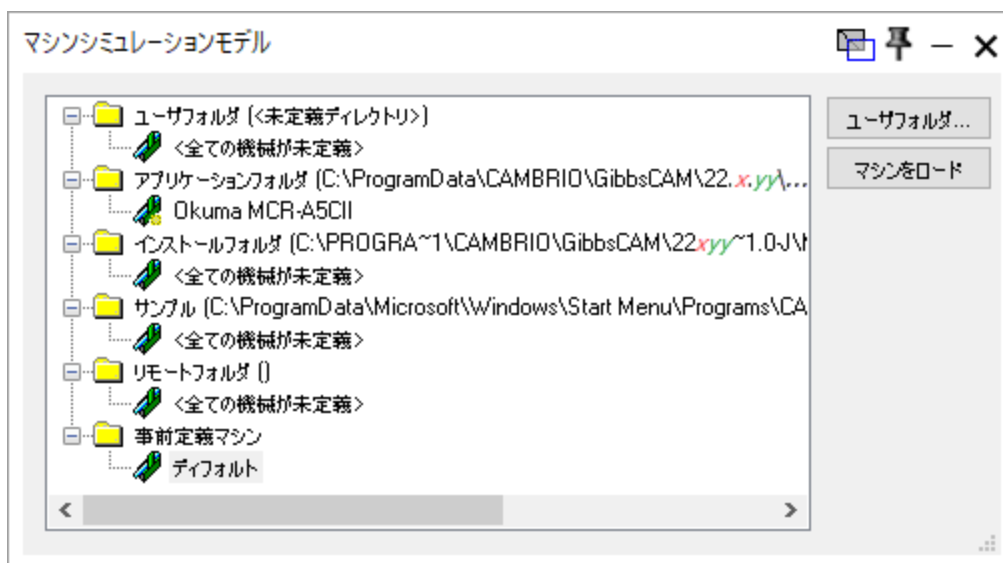 マシンシミュレーションモデル
ユーザフォルダ (<未定義ディレクトリ>)
<全ての機械が未定義>
アプリケーションフォルダ (C:\ProgramData\CAMBRIO\GibbsCAM\22.x.yy\...
Okuma MCR-A5CII
インストールフォルダ (C:\PROGRA~1\CAMBRIO\GibbsCAM\22xyy~1.0-J\
<全ての機械が未定義>
サンプル (C:\ProgramData\Microsoft\Windows\Start Menu\Programs\CA
<全ての機械が未定義>
リモートフォルダ ()
<全ての機械が未定義>
事前定義マシン
ディフォルト
ユーザフォルダ...
マシンをロード